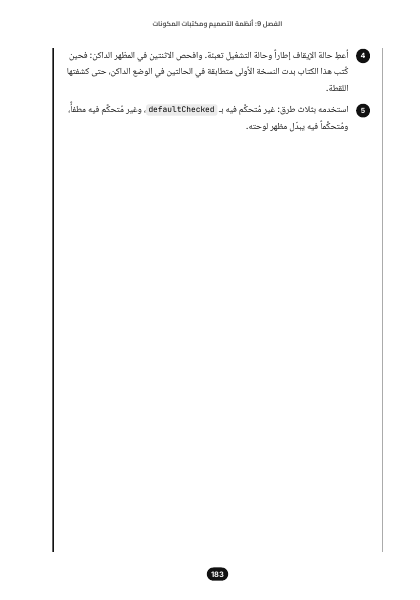 الفصل 9: أنظمة التصميم ومكتبات المكونات
4 أعطِ حالة الإيقاف إطاراً وحالة التشغيل تعبئة. وافحص الاثنتين في المظهر الداكن: فحين
كُتب هذا الكتاب بدت النسخة الأولى متطابقة في الحالتين في الوضع الداكن، حتى كشفتها
اللقطة.
5 استخدمه بثلاث طرق: غير مُتحكَّم فيه بـ defaultChecked، وغير مُتحكَّم فيه مطفأً،
ومُتحكَّماً فيه يبدّل مظهر لوحته.
183